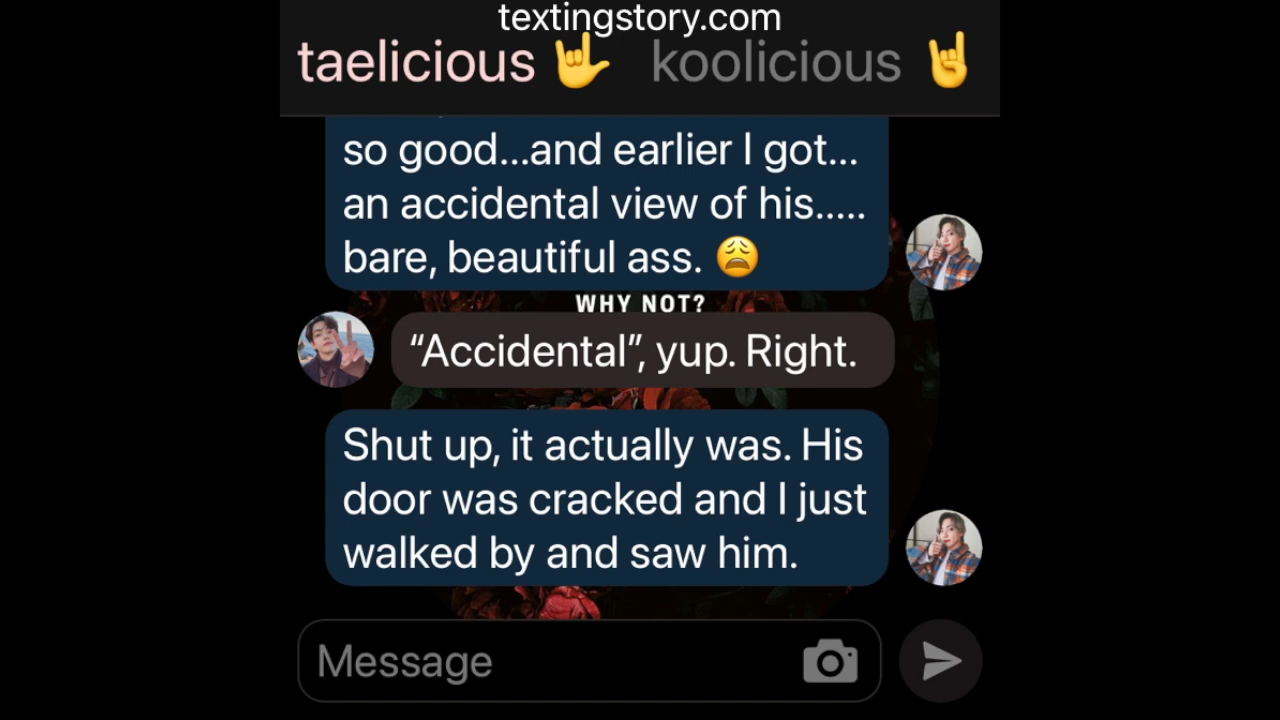 textingstory.com
taelicious 🤟 koolicious 🤘
so good...and earlier I got...
an accidental view of his.....
bare, beautiful ass. 😩
WHY NOT?
“Accidental”, yup. Right.
Shut up, it actually was. His
door was cracked and I just
walked by and saw him.
Message